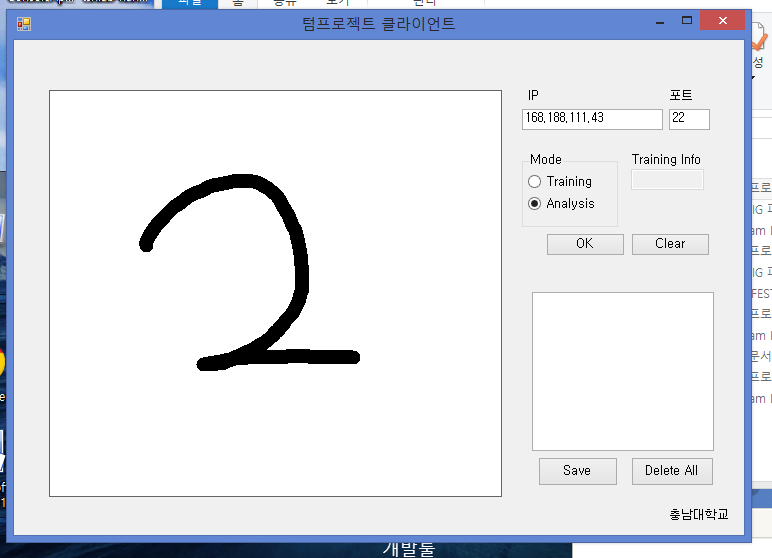 텀프로젝트 클라이언트
IP
포트
168,188,111,43
22
Mode
Training Info
Training
Analysis
OK
Clear
2
Save
Delete All
충남대학교
개발툴